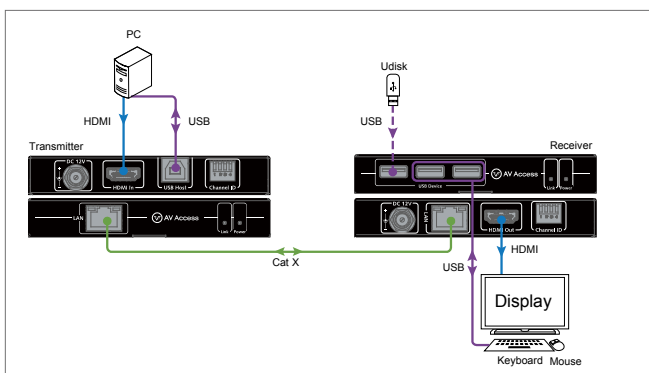 PC
Udisk
HDMI
USB
USB
Transmitter
Receiver
DC 12V
HDMI In
USB Host
Channel ID
USB Device
AV Access
Link
Power
LAN
AV Access
Link
Power
DC 12V
LAN
HDMI Out
Channel ID
Cat X
USB
HDMI
Display
Keyboard
Mouse